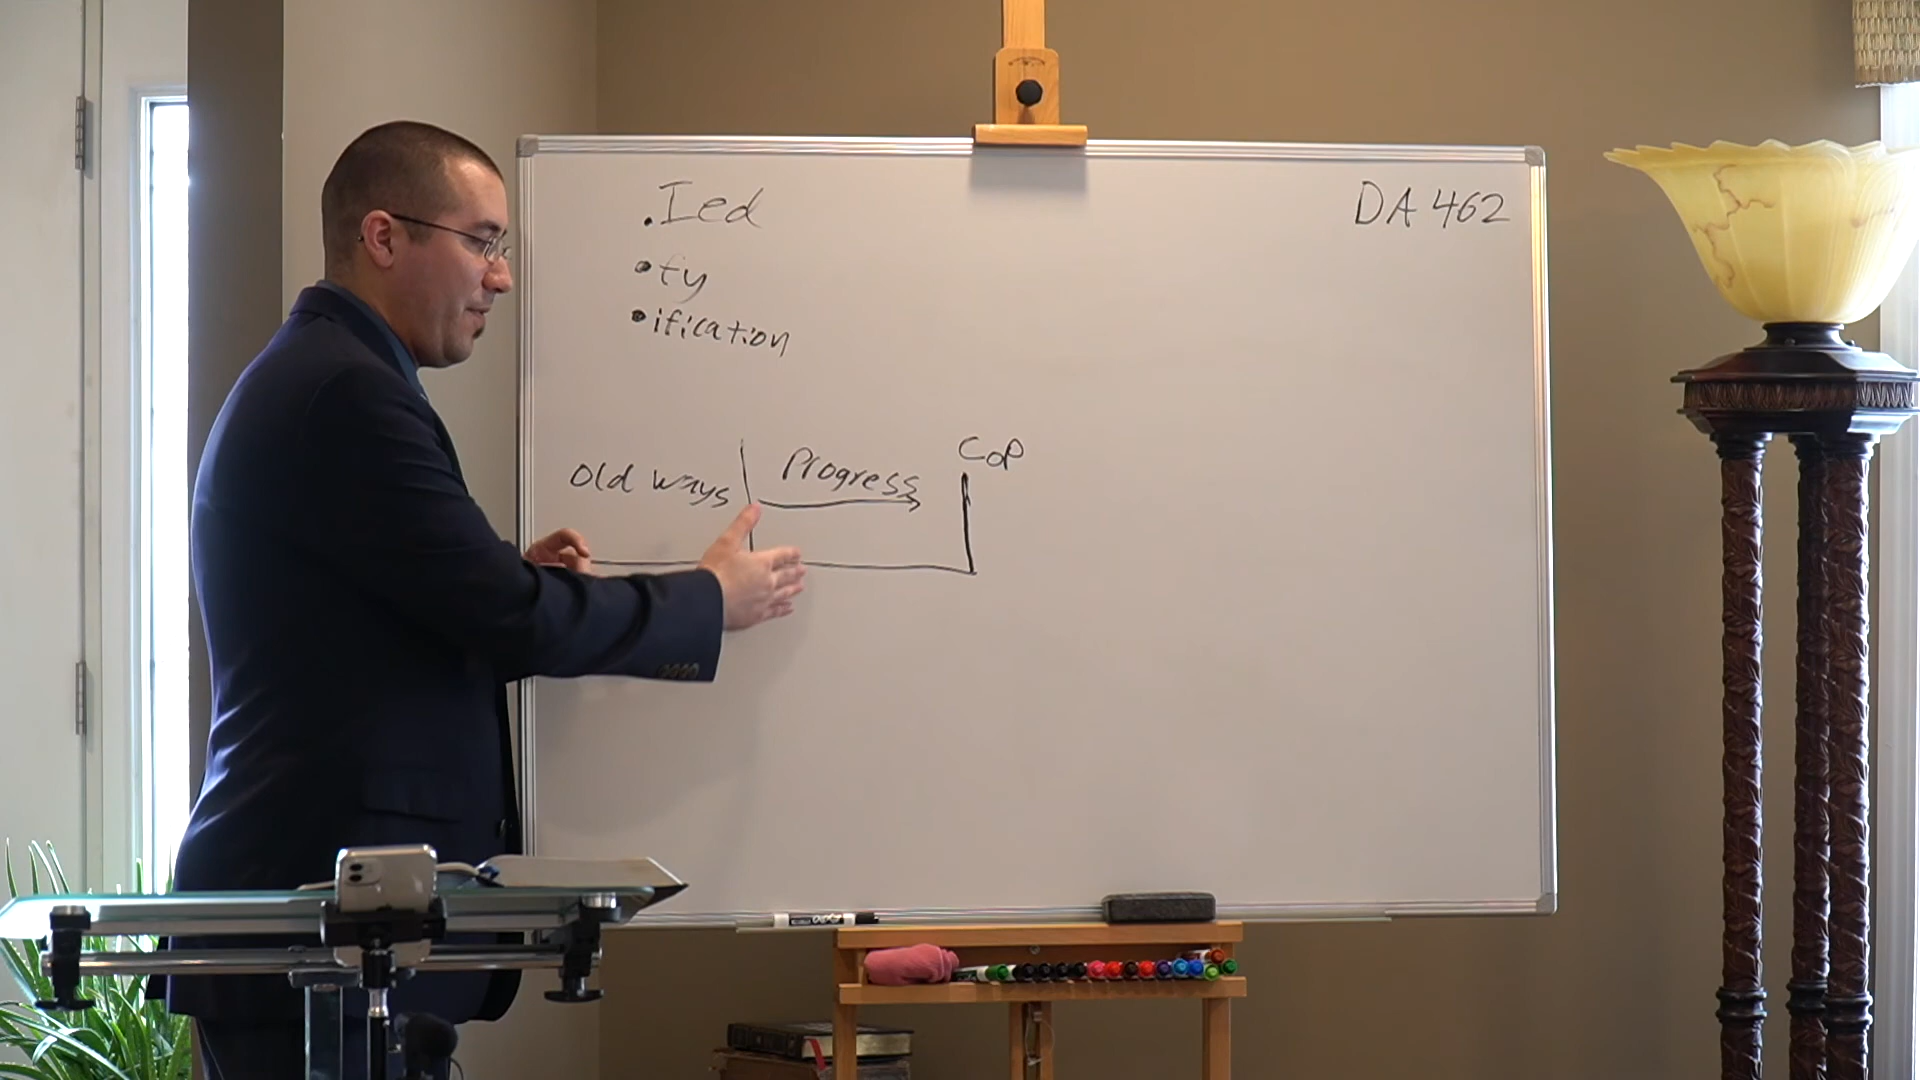 DA 462
• Ied
• ty
• ification
Old ways
Progress
CoP